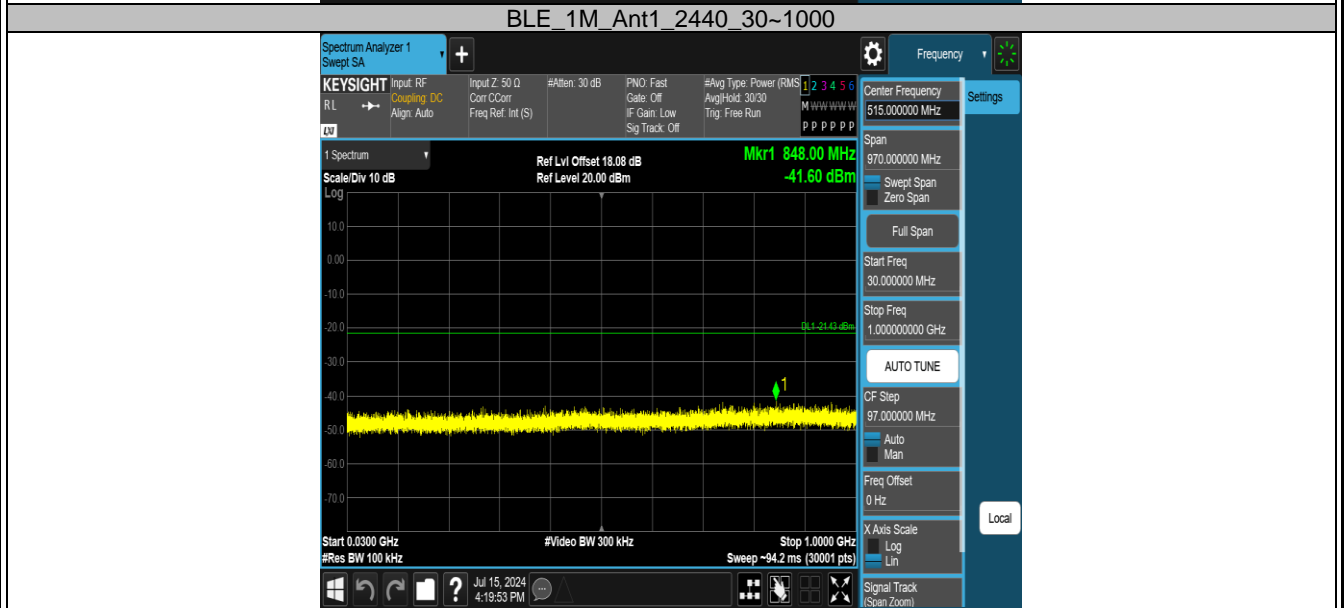 BLE_1M_Ant1_2440_30~1000
Spectrum Analyzer 1
Swept SA
Frequency
KEYSIGHT
Input: RF
Coupling: DC
Align: Auto
Input Z: 50 Ω
Corr CCorr
Freq Ref: Int (S)
#Atten: 30 dB
PNO: Fast
Gate: Off
IF Gain: Low
Sig Track: Off
#Avg Type: Power (RMS
Avg|Hold: 30/30
Trig: Free Run
1 2 3 4 5 6
M W W W W W
P P P P P P
RL
LXI
Center Frequency
515.000000 MHz
Settings
1 Spectrum
Scale/Div 10 dB
Log
Ref Lvl Offset 18.08 dB
Ref Level 20.00 dBm
Mkr1 848.00 MHz
-41.60 dBm
Span
970.000000 MHz
Swept Span
Zero Span
Full Span
Start Freq
30.000000 MHz
Stop Freq
1.000000000 GHz
AUTO TUNE
CF Step
97.000000 MHz
Auto
Man
Freq Offset
0 Hz
X Axis Scale
Log
Lin
Signal Track
(Span Zoom)
Local
10.0
0.00
-10.0
-20.0
DL1 -21.43 dBm
-30.0
-40.0
1
-50.0
-60.0
-70.0
Start 0.0300 GHz
#Res BW 100 kHz
#Video BW 300 kHz
Stop 1.0000 GHz
Sweep ~94.2 ms (30001 pts)
?
Jul 15, 2024
4:19:53 PM